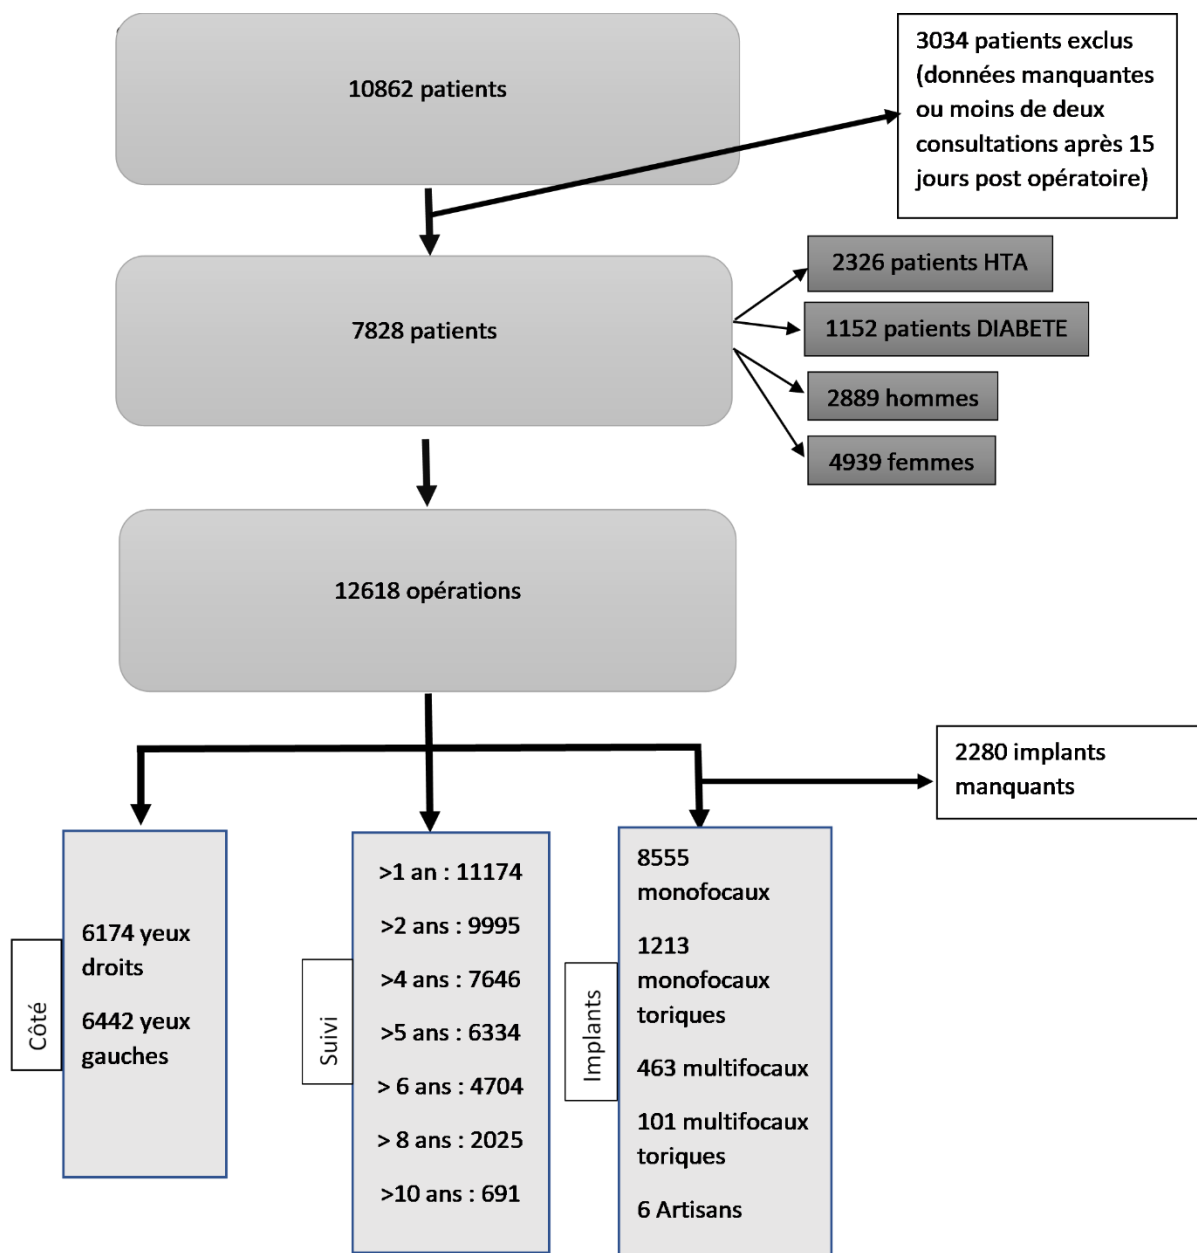 10862 patients
3034 patients exclus
(données manquantes
ou moins de deux
consultations après 15
jours post opératoire)
7828 patients
2326 patients HTA
1152 patients DIABETE
2889 hommes
4939 femmes
12618 opérations
2280 implants
manquants
Côté
6174 yeux
droits
6442 yeux
gauches
Suivi
>1 an : 11174
>2 ans : 9995
>4 ans : 7646
>5 ans : 6334
> 6 ans : 4704
> 8 ans : 2025
>10 ans : 691
Implants
8555
monofocaux
1213
monofocaux
toriques
463 multifocaux
101 multifocaux
toriques
6 Artisans